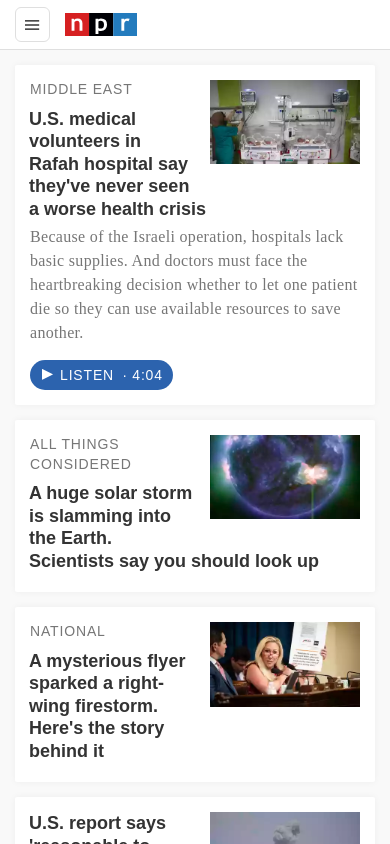 npr
MIDDLE EAST
U.S. medical
volunteers in
Rafah hospital say
they've never seen
a worse health crisis
Because of the Israeli operation, hospitals lack
basic supplies. And doctors must face the
heartbreaking decision whether to let one patient
die so they can use available resources to save
another.
LISTEN · 4:04
ALL THINGS
CONSIDERED
A huge solar storm
is slamming into
the Earth.
Scientists say you should look up
NATIONAL
A mysterious flyer
sparked a right-
wing firestorm.
Here's the story
behind it
U.S. report says
'reasonable to